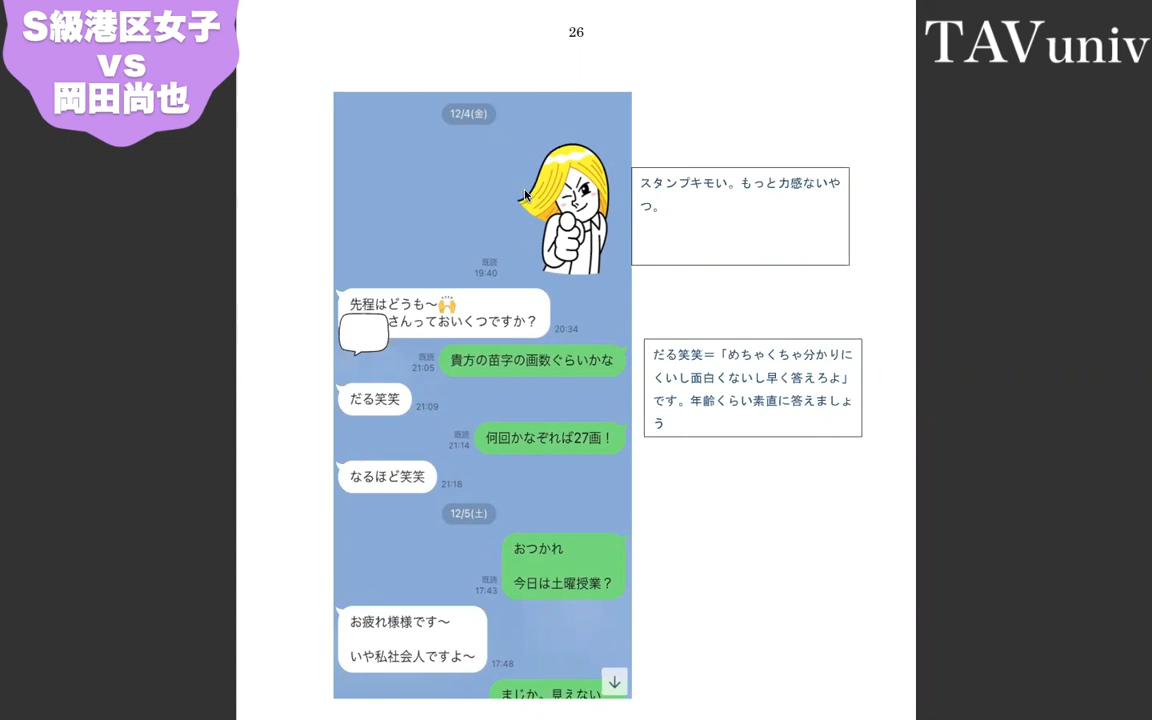 S級港区女子
vs
岡田尚也
26
TAVuniv
12/4(金)
スタンプキモい。もっと力感ないや
つ。
既読
19:40
先程はどうも〜🙌
さんっておいくつですか？
20:34
既読
21:05
貴方の苗字の画数ぐらいかな
だる笑笑＝「めちゃくちゃ分かりに
くいし面白くないし早く答えろよ」
です。年齢くらい素直に答えましょ
う
だる笑笑
21:09
既読
21:14
何回かなぞれば27画！
なるほど笑笑
21:18
12/5(土)
おつかれ
今日は土曜授業？
既読
17:43
お疲れ様様です〜
いや私社会人ですよ〜
17:48
まじか。見えない